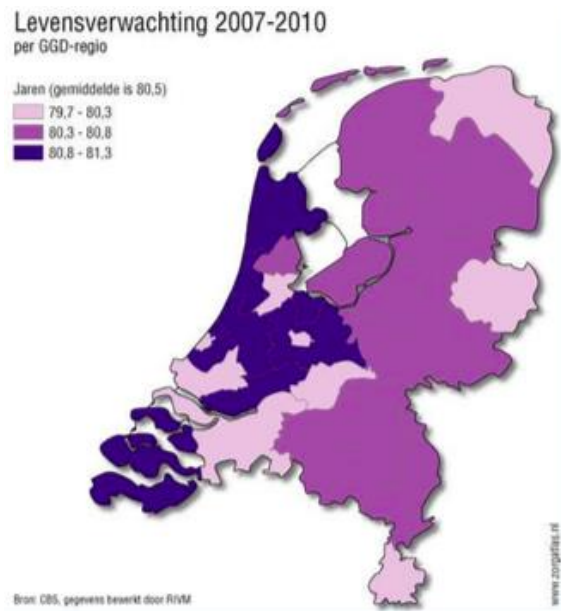 Levensverwachting 2007-2010
per GGD-regio
Jaren (gemiddelde is 80,5)
79,7 - 80,3
80,3 - 80,8
80,8 - 81,3
www.zorgatlas.nl
Bron: CBS, gegevens bewerkt door RIVM